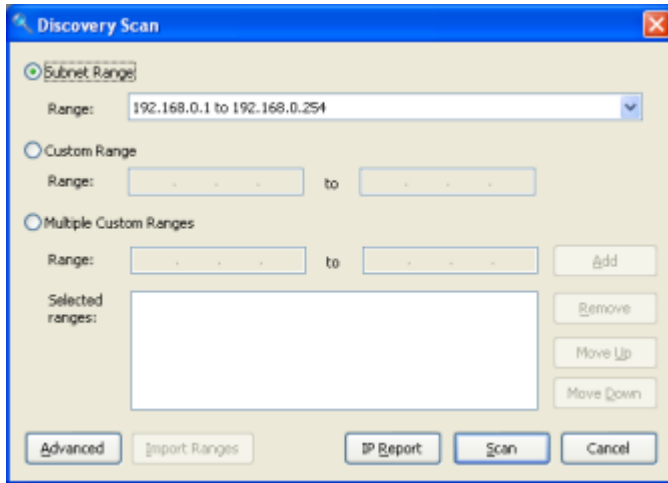 Discovery Scan
Subnet Range
Range: 192.168.0.1 to 192.168.0.254
Custom Range
Range: . . . to . . .
Multiple Custom Ranges
Range: . . . to . . . Add
Selected ranges:
Remove
Move Up
Move Down
Advanced Import Ranges IP Report Scan Cancel